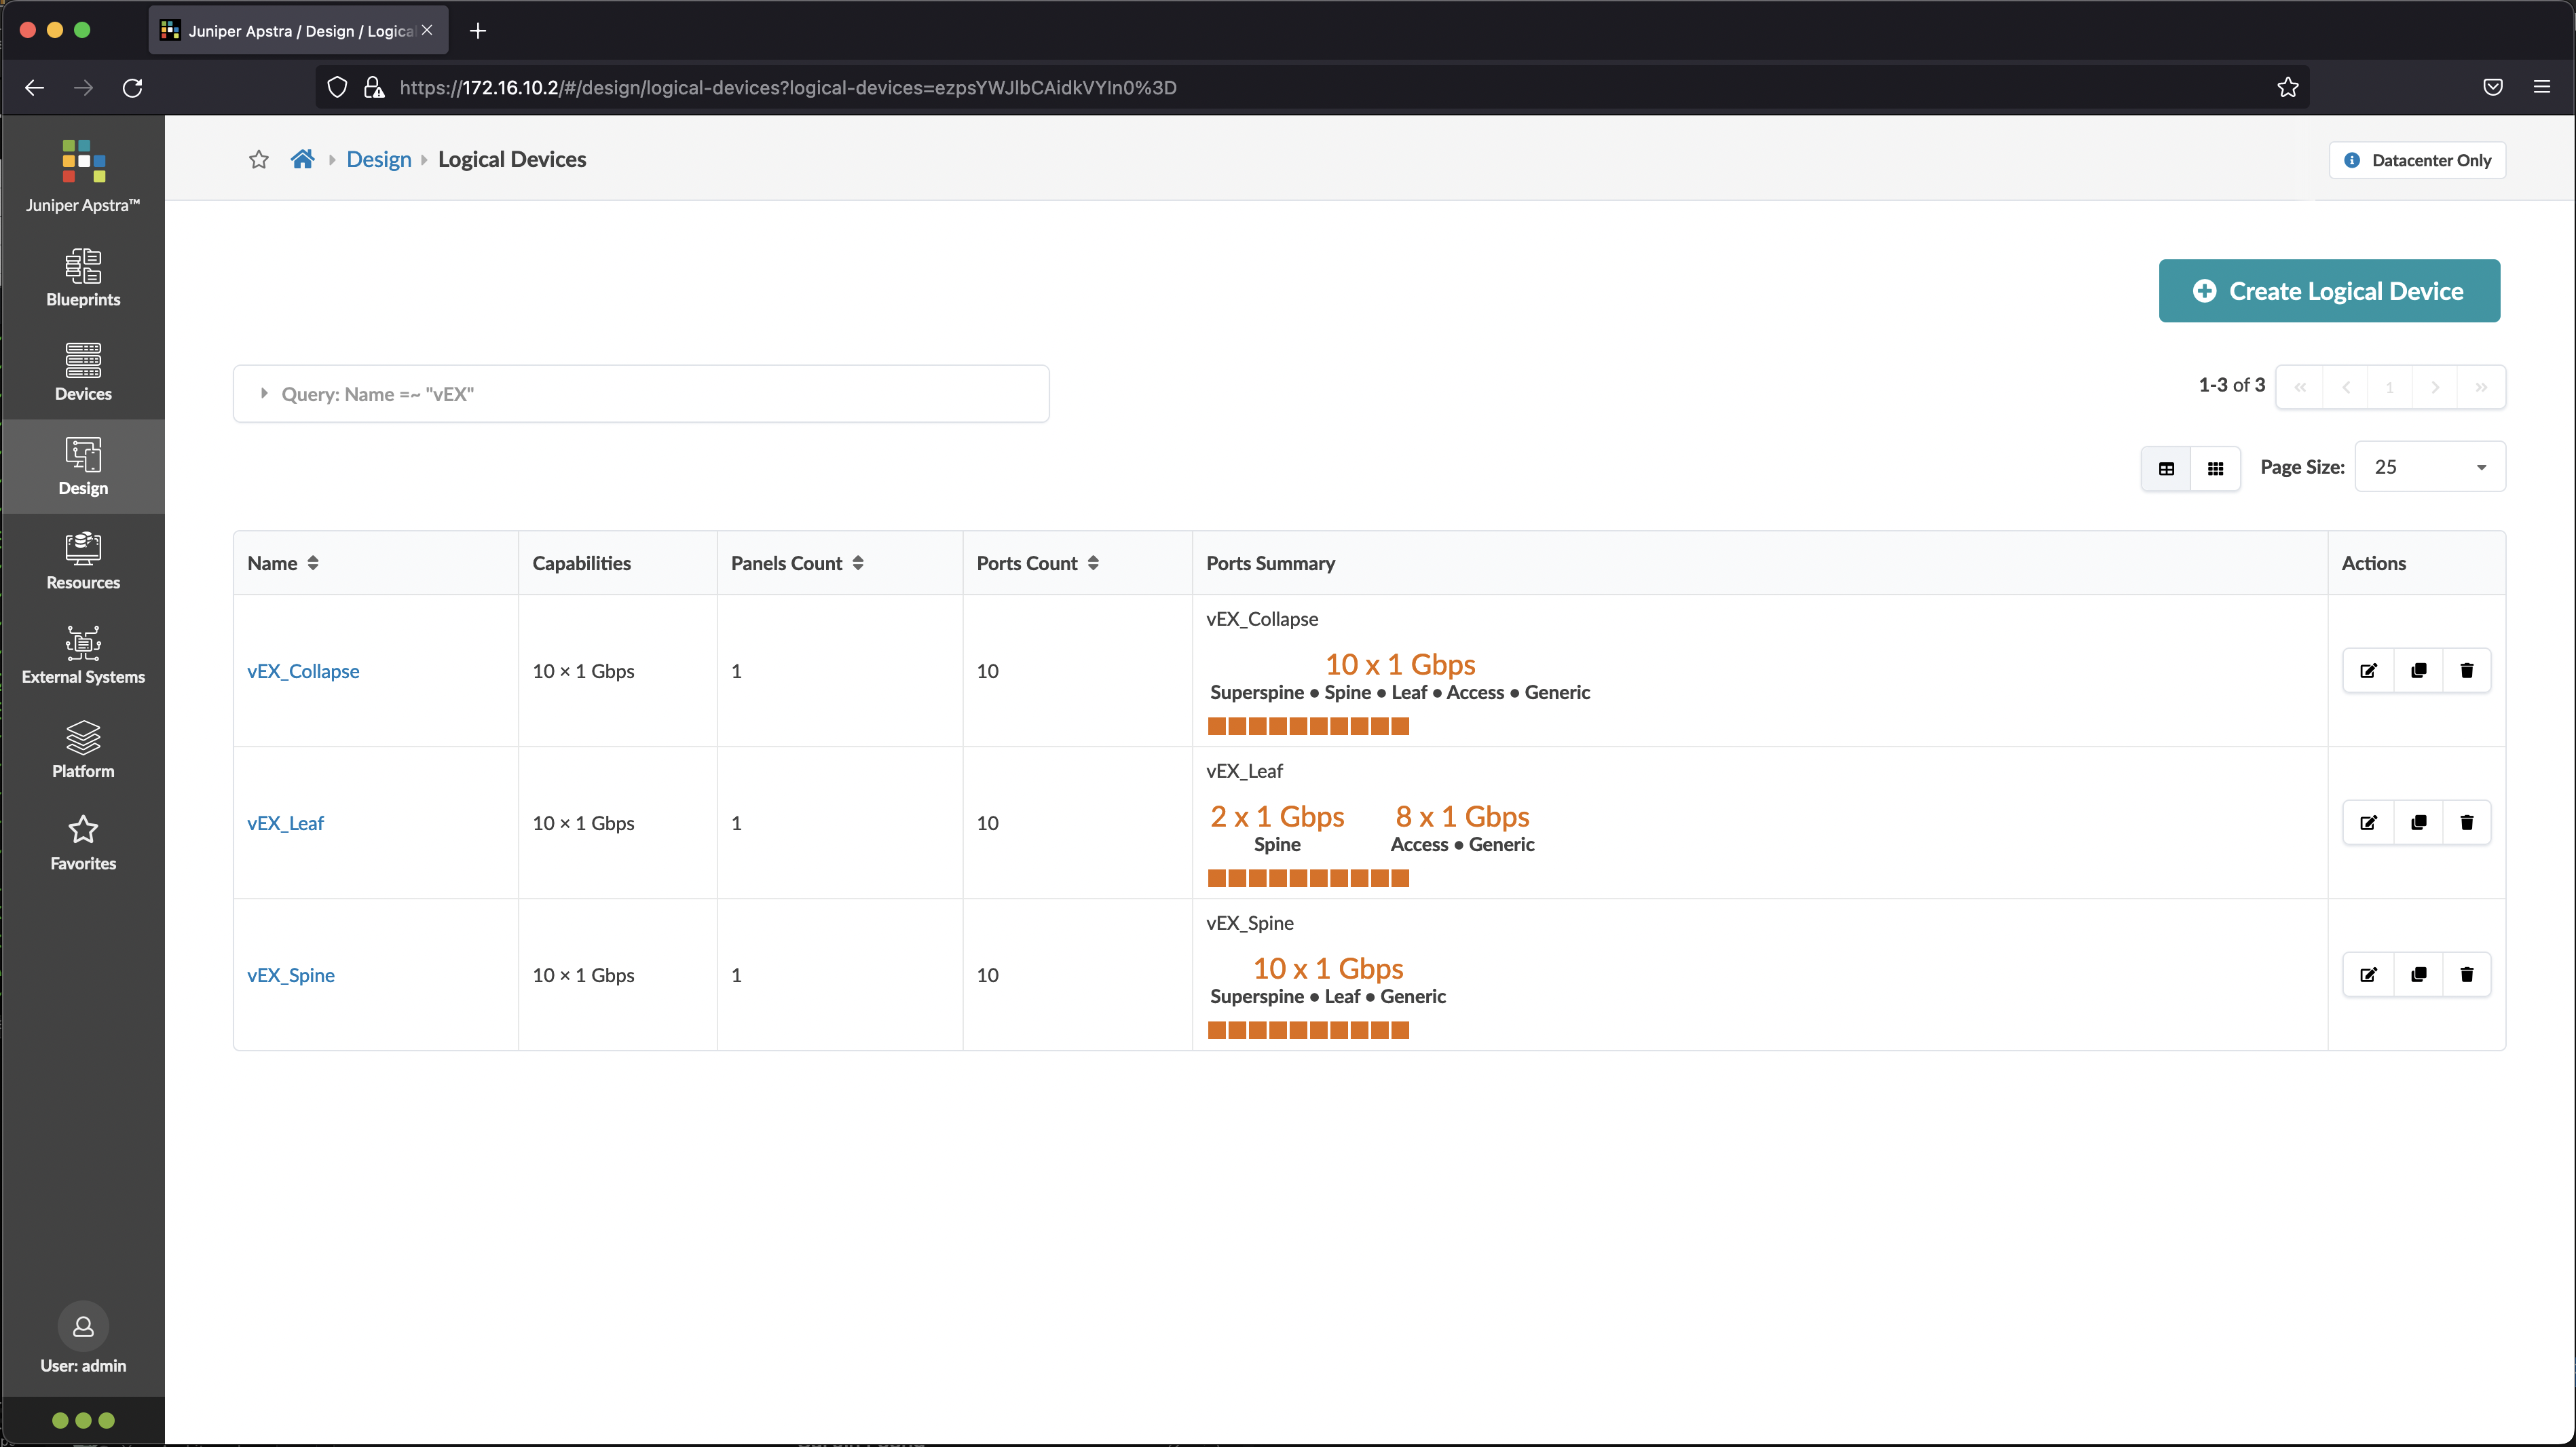 Juniper Apstra / Design / Logica
https://172.16.10.2/#/design/logical-devices?logical-devices=ezpsYWJlbCAidkVYIn0%3D
Juniper Apstra™
Blueprints
Devices
Design
Resources
External Systems
Platform
Favorites
User: admin
Design
Logical Devices
Datacenter Only
Create Logical Device
Query: Name =~ "vEX"
1-3 of 3
« ‹ 1 › »
Page Size: 25
Name Capabilities Panels Count Ports Count Ports Summary Actions
vEX_Collapse
vEX_Collapse 10 × 1 Gbps 1 10
10 x 1 Gbps
Superspine • Spine • Leaf • Access • Generic
vEX_Leaf
vEX_Leaf 10 × 1 Gbps 1 10
2 x 1 Gbps 8 x 1 Gbps
Spine Access • Generic
vEX_Spine
vEX_Spine 10 × 1 Gbps 1 10
10 x 1 Gbps
Superspine • Leaf • Generic